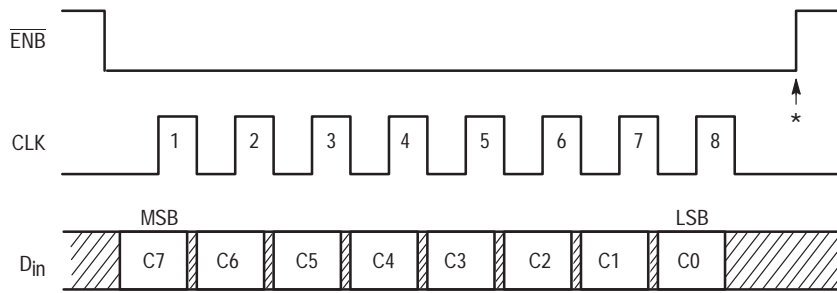 ENB
*
CLK 1 2 3 4 5 6 7 8
MSB LSB
Din C7 C6 C5 C4 C3 C2 C1 C0